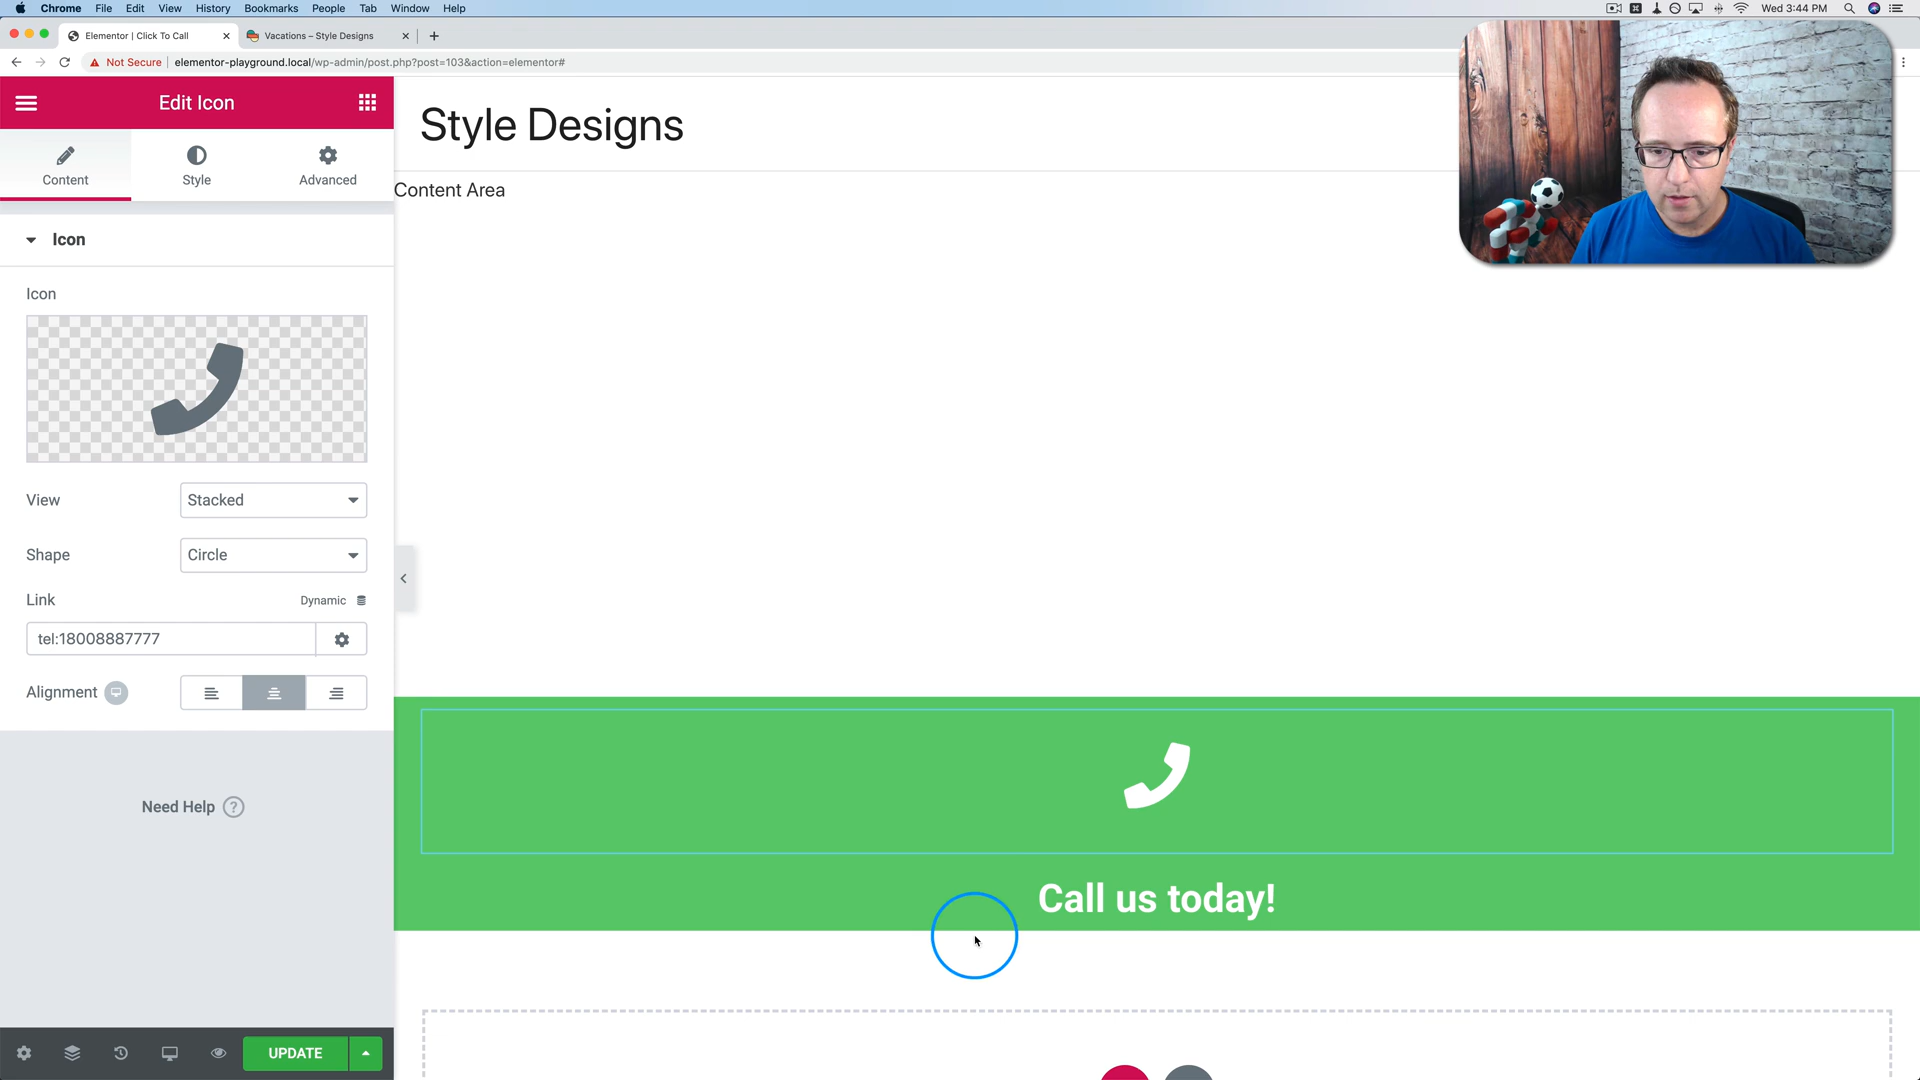 Chrome File Edit View History Bookmarks People Tab Window Help
Wed 3:44 PM
Elementor | Click To Call
Vacations – Style Designs
Not Secure elementor-playground.local/wp-admin/post.php?post=103&action=elementor#
Edit Icon
Content Style Advanced
Icon
Icon
View Stacked
Shape Circle
Link Dynamic
tel:18008887777
Alignment
Need Help ?
UPDATE
Style Designs
Content Area
Call us today!